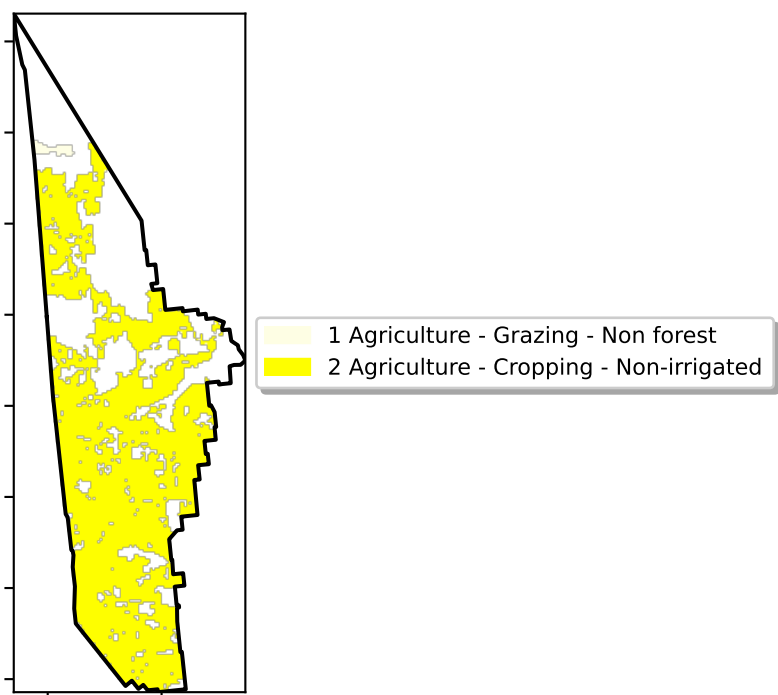 1 Agriculture - Grazing - Non forest
2 Agriculture - Cropping - Non-irrigated